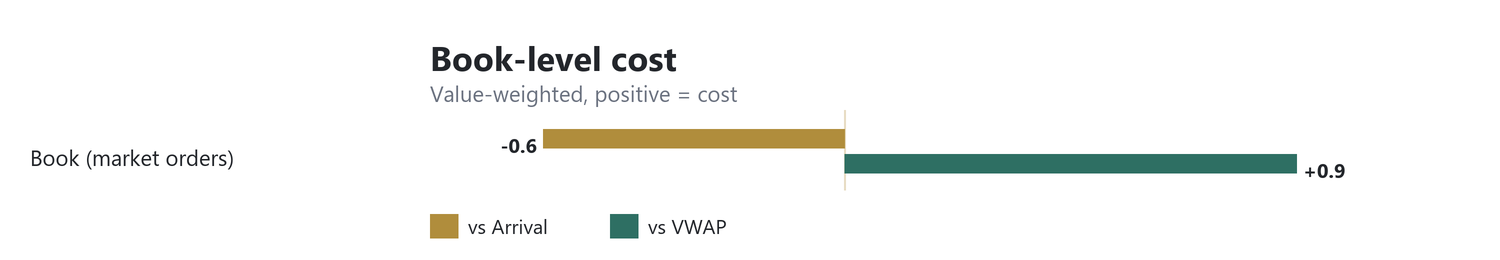 Book-level cost
Value-weighted, positive = cost
-0.6
Book (market orders)
+0.9
vs Arrival
vs VWAP